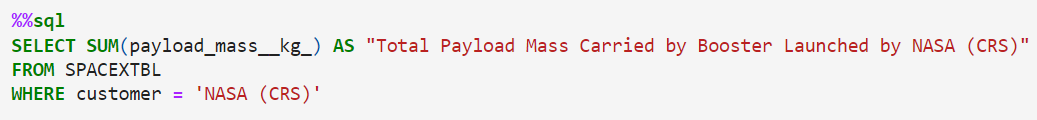 %%sql
SELECT SUM(payload_mass__kg_) AS "Total Payload Mass Carried by Booster Launched by NASA (CRS)"
FROM SPACEXTBL
WHERE customer = 'NASA (CRS)'